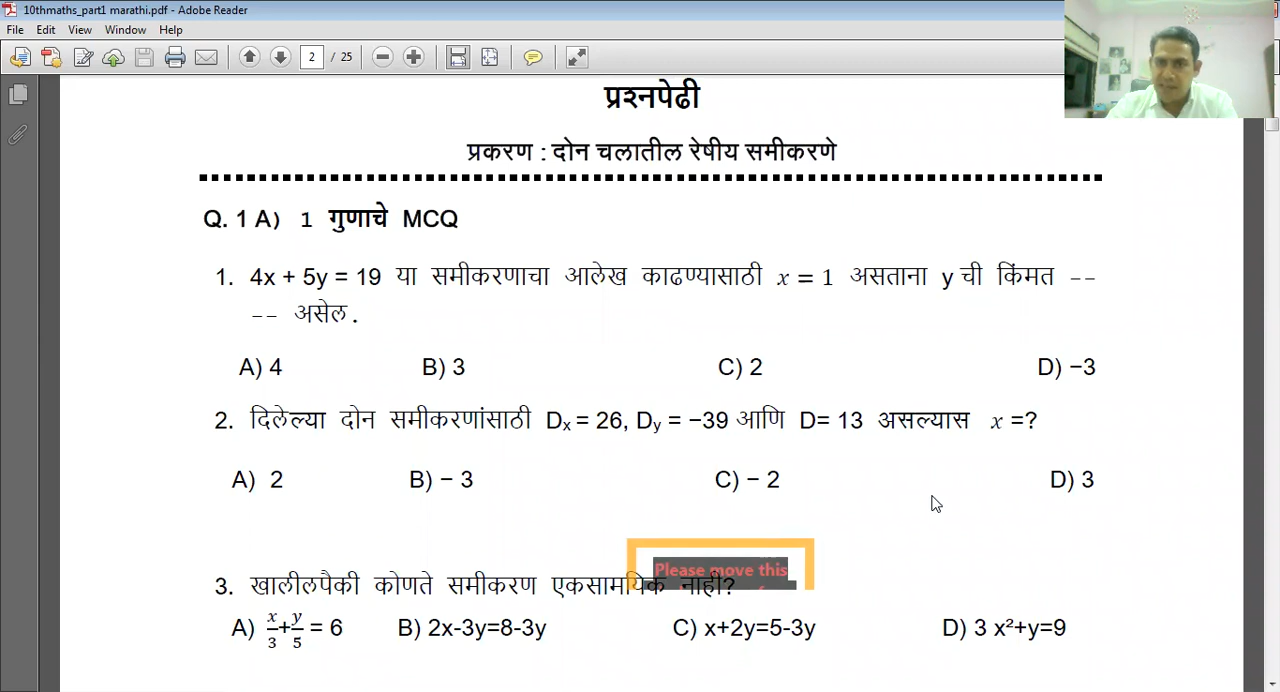 10thmaths_part1 marathi.pdf - Adobe Reader
File Edit View Window Help
2 / 25
प्रश्नपेढी
प्रकरण : दोन चलातील रेषीय समीकरणे
Q. 1 A) 1 गुणाचे MCQ
1. 4x + 5y = 19 या समीकरणाचा आलेख काढण्यासाठी x = 1 असताना y ची किंमत --
-- असेल.
A) 4 B) 3 C) 2 D) −3
2. दिलेल्या दोन समीकरणांसाठी Dx = 26, Dy = −39 आणि D= 13 असल्यास x =?
A) 2 B) − 3 C) − 2 D) 3
Please move this
3. खालीलपैकी कोणते समीकरण एकसामयिक नाही?
A) x/3+y/5 = 6 B) 2x-3y=8-3y C) x+2y=5-3y D) 3 x²+y=9